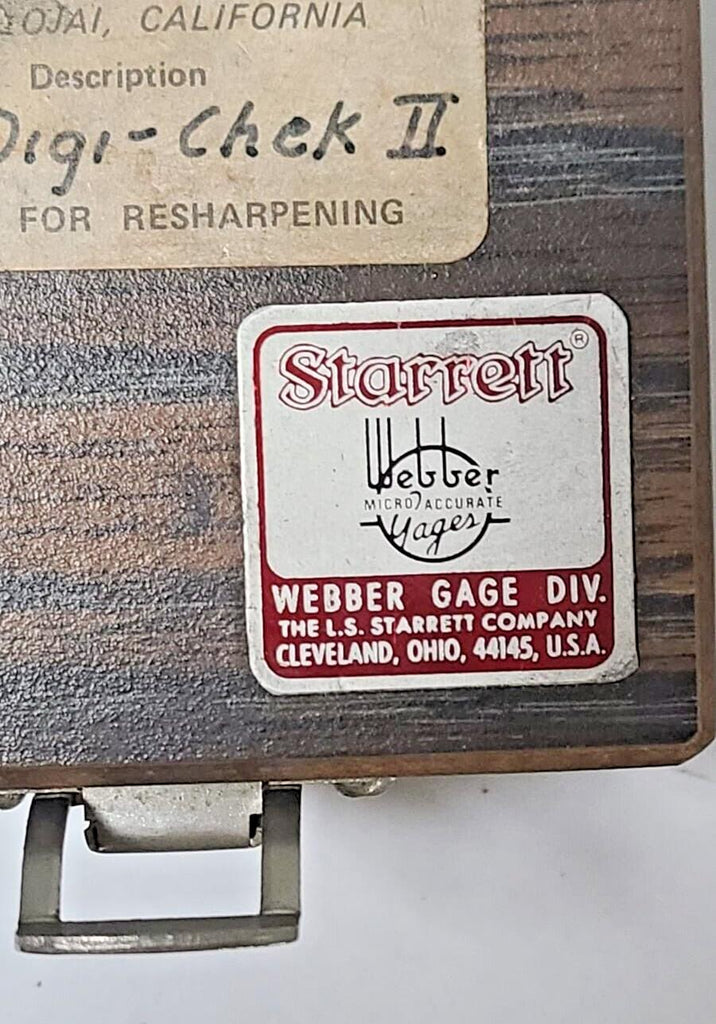 OJAI, CALIFORNIA
Description
Digi-Chek II
FOR RESHARPENING
Starrett®
Webber
MICRO ACCURATE
Gages
WEBBER GAGE DIV.
THE L.S. STARRETT COMPANY
CLEVELAND, OHIO, 44145, U.S.A.